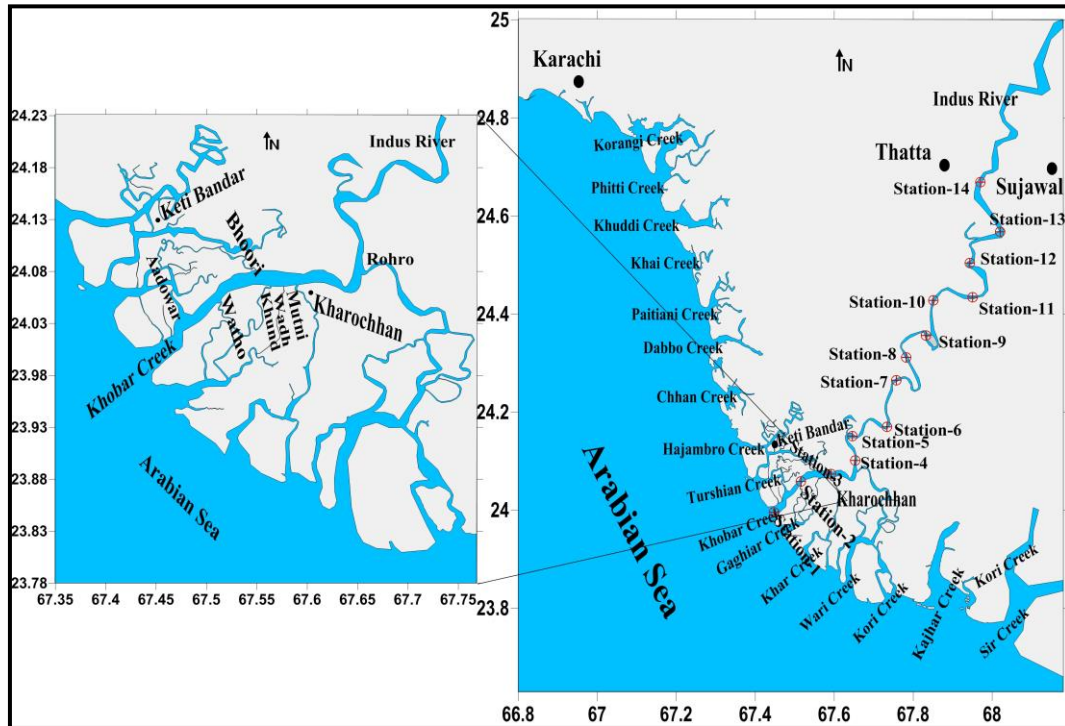 24.23
24.18
24.13
24.08
24.03
23.98
23.93
23.88
23.83
23.78
67.35
67.4
67.45
67.5
67.55
67.6
67.65
67.7
67.75
N
Indus River
Keti Bandar
Bhoori
Rohro
Aadowar
Kharochhan
Mutni
Wadh
Khund
Watho
Khobar Creek
Arabian Sea
25
24.8
24.6
24.4
24.2
24
23.8
66.8
67
67.2
67.4
67.6
67.8
68
Karachi
N
Indus River
Korangi Creek
Thatta
Phitti Creek
Station-14
Sujawal
Khuddi Creek
Station-13
Khai Creek
Station-12
Station-10
Paitiani Creek
Station-11
Dabbo Creek
Station-9
Station-8
Station-7
Chhan Creek
Keti Bandar
Station-6
Hajambro Creek
Station-5
Station-3
Station-4
Turshian Creek
Kharochhan
Station-2
Khobar Creek
Station-1
Gaghiar Creek
Khar Creek
Wari Creek
Kori Creek
Kajhar Creek
Kori Creek
Sir Creek
Arabian Sea